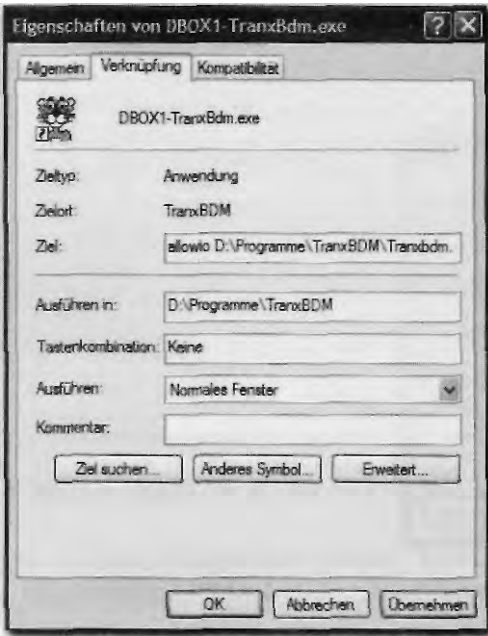 Eigenschaften von DBOX1-TranxBdm.exe
Allgemein Verknüpfung Kompatibilität
DBOX1-TranxBdm.exe
Zieltyp: Anwendung
Zielort: TranxBDM
Ziel: allowio D:\Programme\TranxBDM\Tranxbdm.
Ausführen in: D:\Programme\TranxBDM
Tastenkombination: Keine
Ausführen: Normales Fenster
Kommentar:
Ziel suchen... Anderes Symbol... Erweitert...
OK Abbrechen Übernehmen